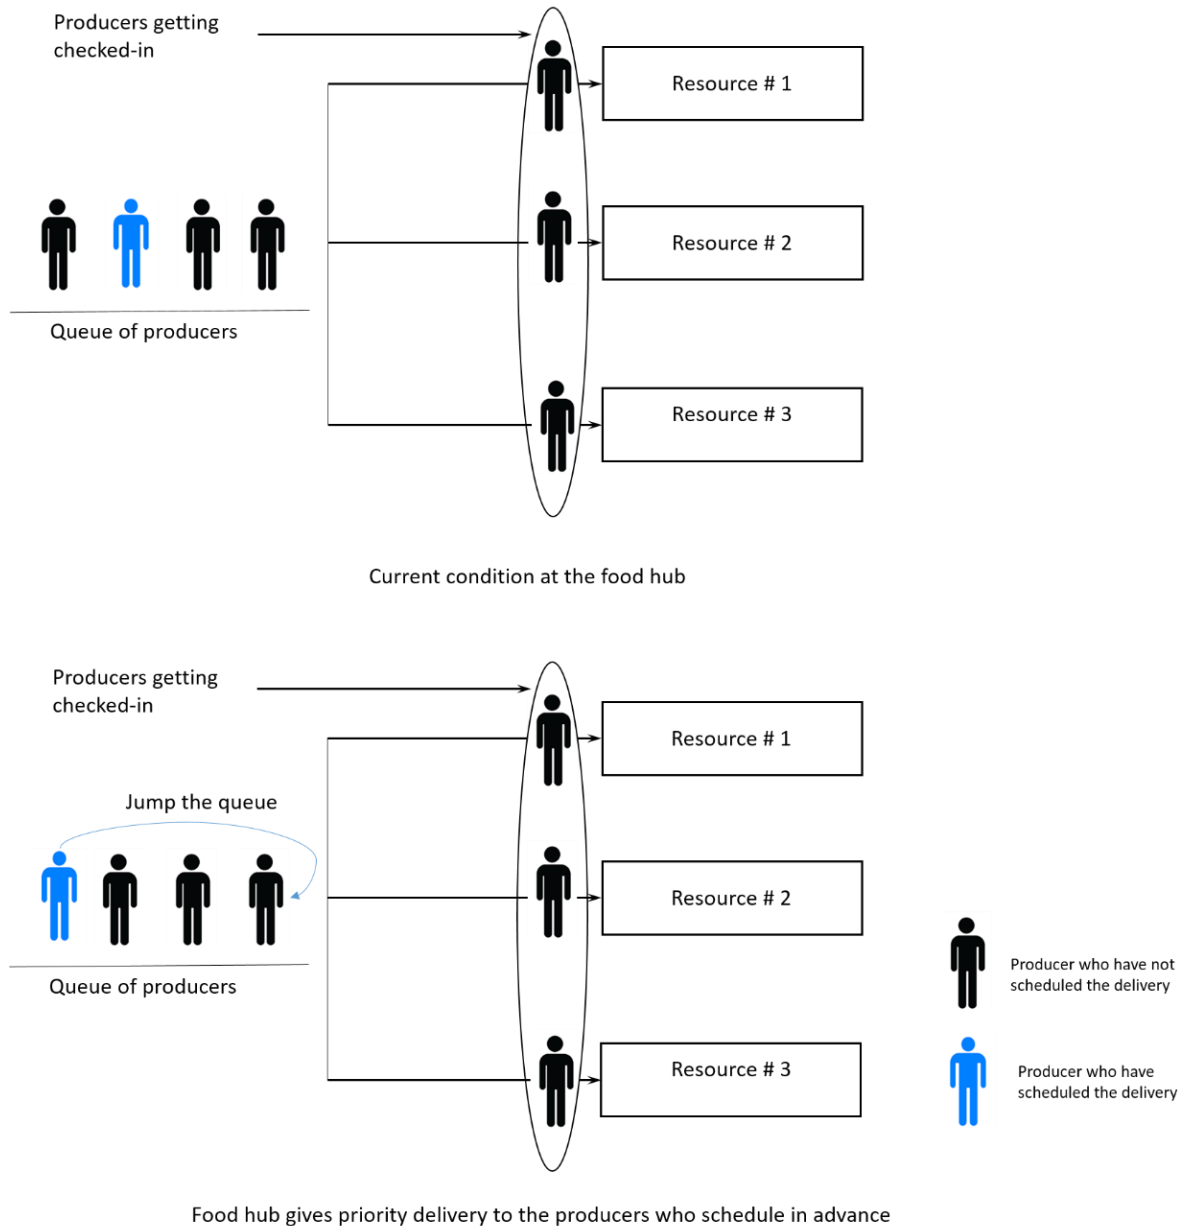 Producers getting
checked-in
Resource # 1
Resource # 2
Queue of producers
Resource # 3
Current condition at the food hub
Producers getting
checked-in
Resource # 1
Jump the queue
Resource # 2
Queue of producers
Producer who have not
scheduled the delivery
Resource # 3
Producer who have
scheduled the delivery
Food hub gives priority delivery to the producers who schedule in advance